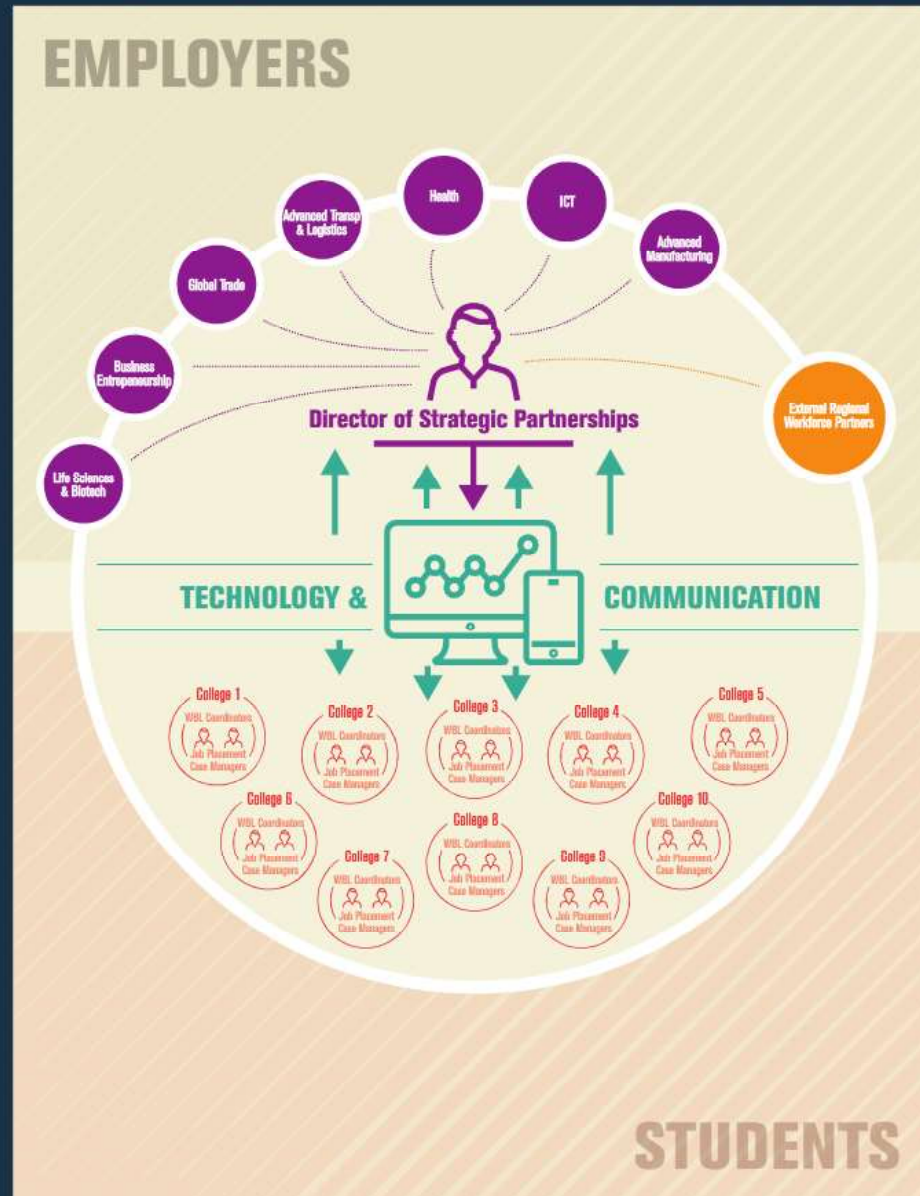 EMPLOYERS
Health
ICT
Advanced Transp
& Logistics
Advanced
Manufacturing
Global Trade
Business
Entrepeneurship
External Regional
Workforce Partners
Director of Strategic Partnerships
Life Sciences
& Biotech
TECHNOLOGY &
COMMUNICATION
College 1
WBL Coordinators
Job Placement
Case Managers
College 2
WBL Coordinators
Job Placement
Case Managers
College 3
WBL Coordinators
Job Placement
Case Managers
College 4
WBL Coordinators
Job Placement
Case Managers
College 5
WBL Coordinators
Job Placement
Case Managers
College 6
WBL Coordinators
Job Placement
Case Managers
College 7
WBL Coordinators
Job Placement
Case Managers
College 8
WBL Coordinators
Job Placement
Case Managers
College 9
WBL Coordinators
Job Placement
Case Managers
College 10
WBL Coordinators
Job Placement
Case Managers
STUDENTS